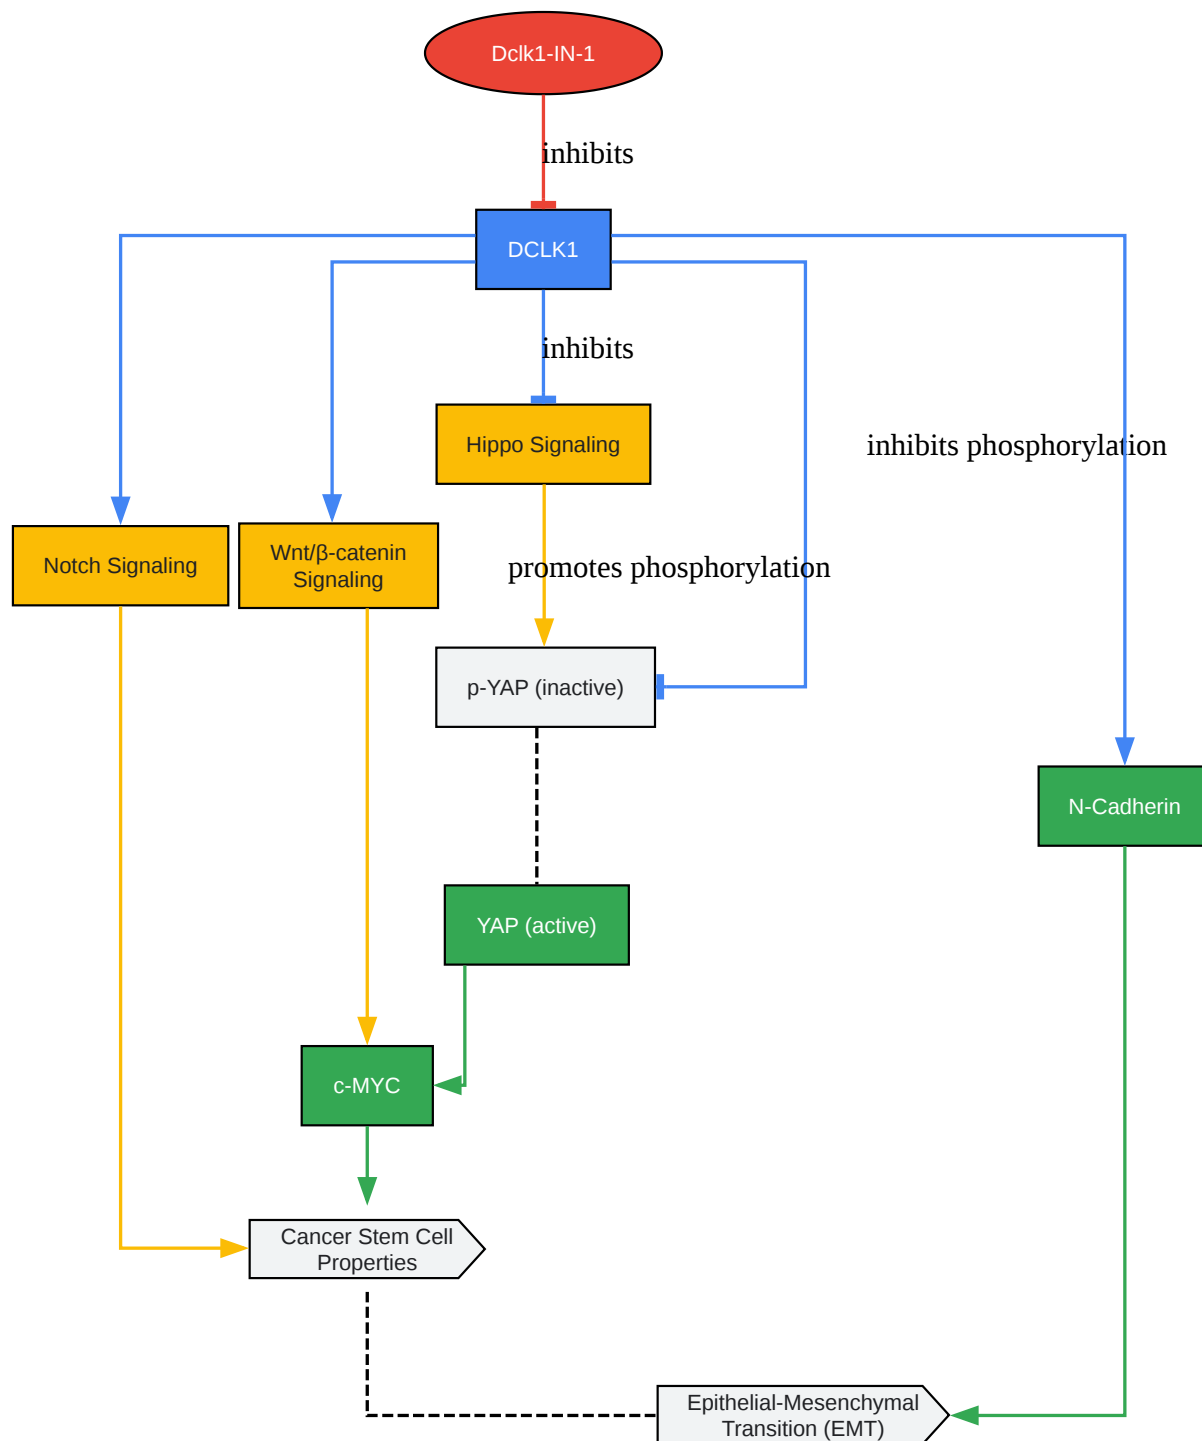 Dclk1-IN-1
inhibits
DCLK1
inhibits
Hippo Signaling
inhibits phosphorylation
Notch Signaling
Wnt/β-catenin
Signaling
promotes phosphorylation
p-YAP (inactive)
N-Cadherin
YAP (active)
c-MYC
Cancer Stem Cell
Properties
Epithelial-Mesenchymal
Transition (EMT)